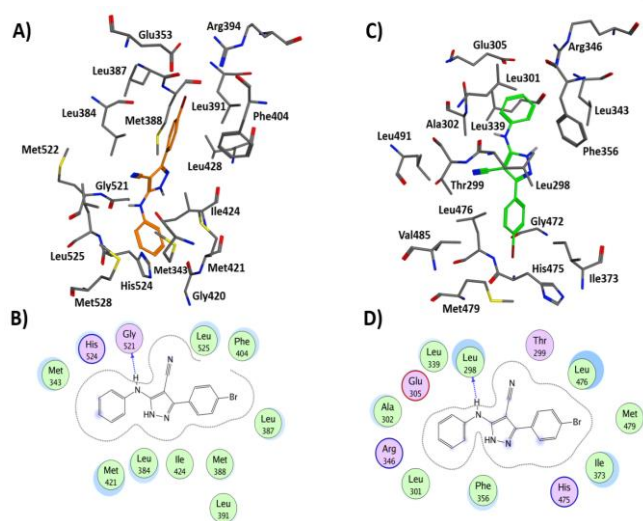 A)
Glu353
Arg394
Leu387
Leu384
Met388
Leu391
Phe404
Met522
Leu428
Gly521
Ile424
Leu525
Met528
His524
Met343
Met421
Gly420
B)
His
524
Gly
521
Leu
525
Phe
404
Met
343
H
N
N
HN
N
Br
Leu
387
Met
421
Leu
384
Ile
424
Met
388
Leu
391
C)
Glu305
Arg346
Leu301
Ala302
Leu339
Leu343
Phe356
Leu491
Thr299
Leu298
Leu476
Gly472
Val485
His475
Ile373
Met479
D)
Leu
339
Leu
298
Thr
299
Leu
476
Glu
305
Met
479
Ala
302
H
N
N
HN
N
Br
Arg
346
Ile
373
Leu
301
Phe
356
His
475